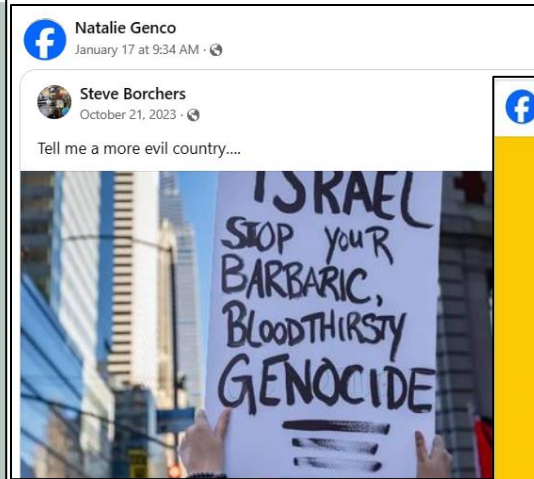 Natalie Genco
January 17 at 9:34 AM ·
Steve Borchers
October 21, 2023 ·
Tell me a more evil country....
ISRAEL
STOP YOUR
BARBARIC,
BLOODTHIRSTY
GENOCIDE